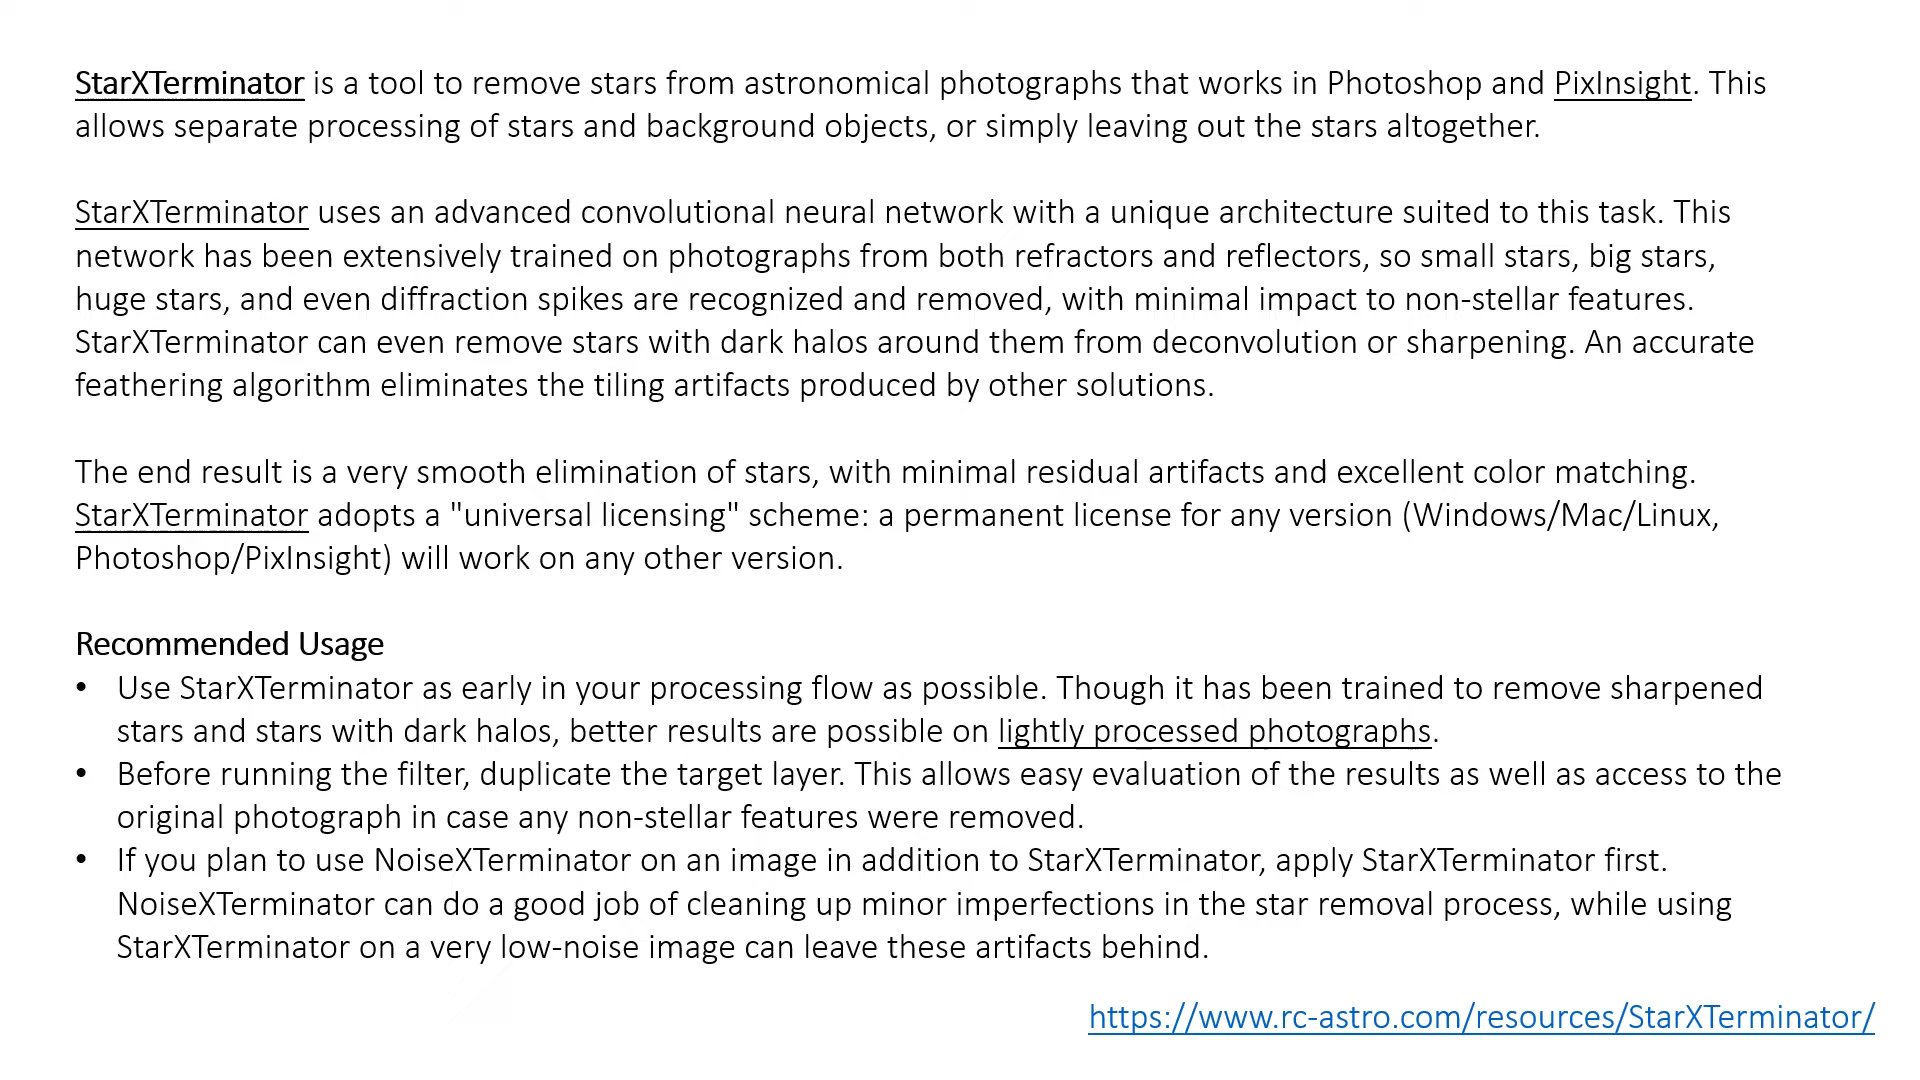 StarXTerminator is a tool to remove stars from astronomical photographs that works in Photoshop and PixInsight. This
allows separate processing of stars and background objects, or simply leaving out the stars altogether.
StarXTerminator uses an advanced convolutional neural network with a unique architecture suited to this task. This
network has been extensively trained on photographs from both refractors and reflectors, so small stars, big stars,
huge stars, and even diffraction spikes are recognized and removed, with minimal impact to non-stellar features.
StarXTerminator can even remove stars with dark halos around them from deconvolution or sharpening. An accurate
feathering algorithm eliminates the tiling artifacts produced by other solutions.
The end result is a very smooth elimination of stars, with minimal residual artifacts and excellent color matching.
StarXTerminator adopts a "universal licensing" scheme: a permanent license for any version (Windows/Mac/Linux,
Photoshop/PixInsight) will work on any other version.
Recommended Usage
• Use StarXTerminator as early in your processing flow as possible. Though it has been trained to remove sharpened
stars and stars with dark halos, better results are possible on lightly processed photographs.
• Before running the filter, duplicate the target layer. This allows easy evaluation of the results as well as access to the
original photograph in case any non-stellar features were removed.
• If you plan to use NoiseXTerminator on an image in addition to StarXTerminator, apply StarXTerminator first.
NoiseXTerminator can do a good job of cleaning up minor imperfections in the star removal process, while using
StarXTerminator on a very low-noise image can leave these artifacts behind.
https://www.rc-astro.com/resources/StarXTerminator/